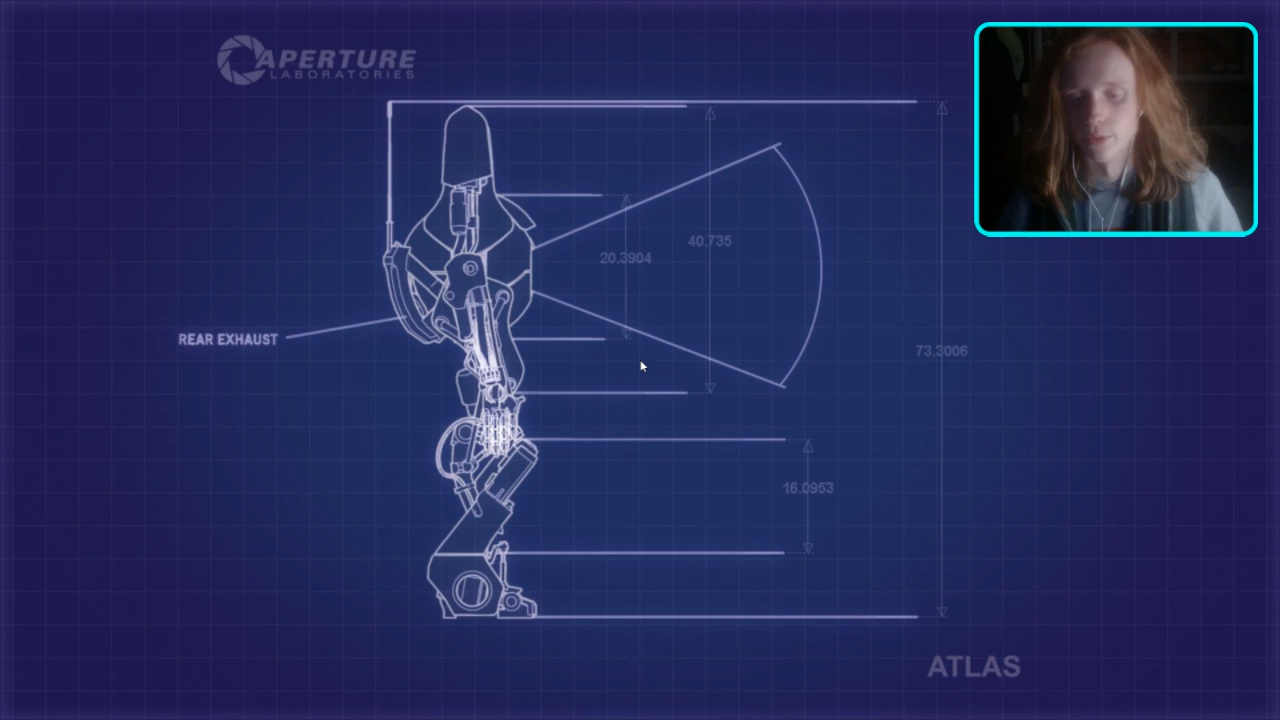 APERTURE
LABORATORIES
40.735
20.3904
REAR EXHAUST
73.3006
16.0953
ATLAS